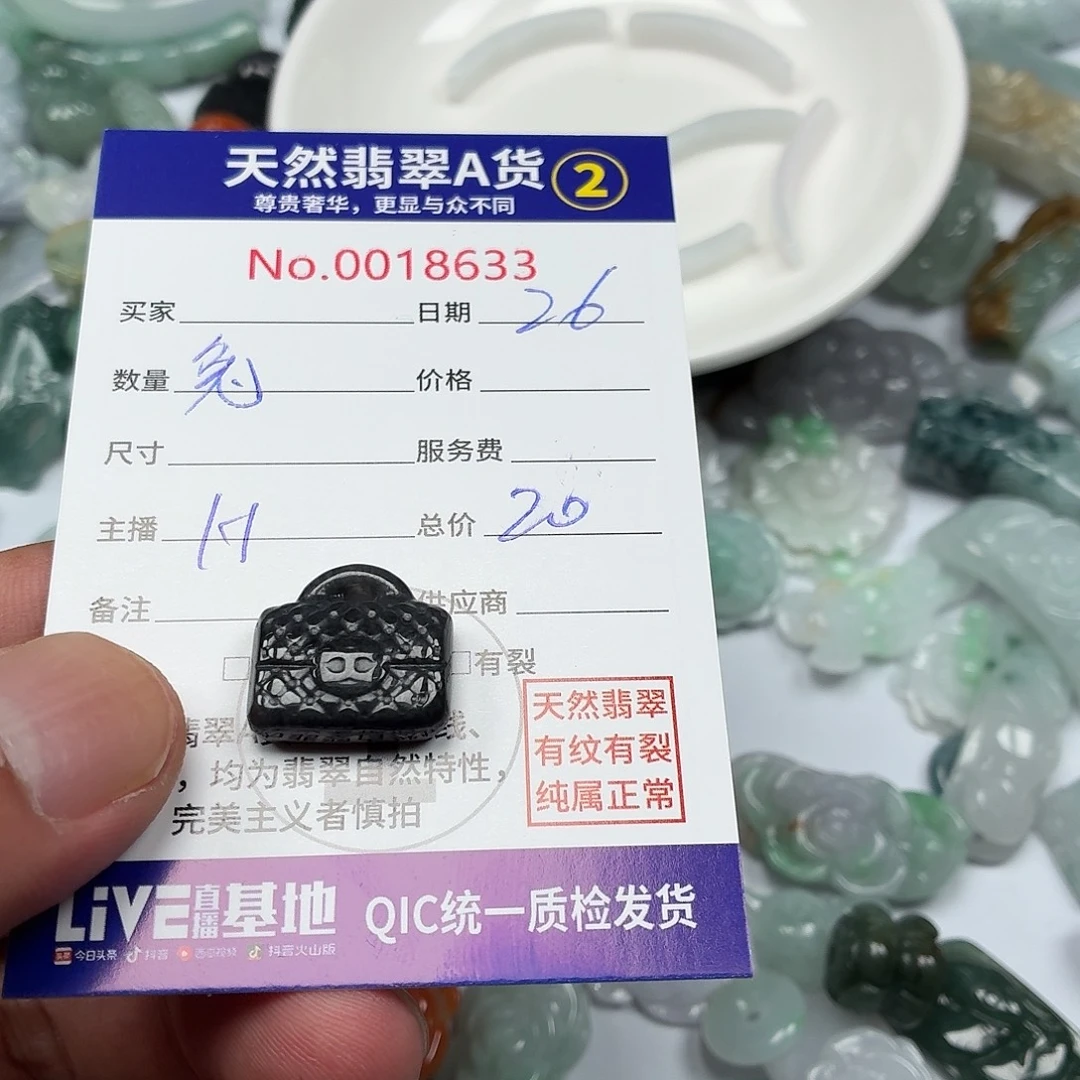 天然翡翠A货 2
尊贵奢华，更显与众不同
No.0018633
买家 日期 26
数量 兔 价格
尺寸 服务费
主播 总价 20
备注 供应商
有裂
天然翡翠
有纹有裂
纯属正常
翡翠 线、
，均为翡翠自然特性，
完美主义者慎拍
LiVE直播基地 QIC统一质检发货
今日头条 抖音 西瓜视频 抖音火山版